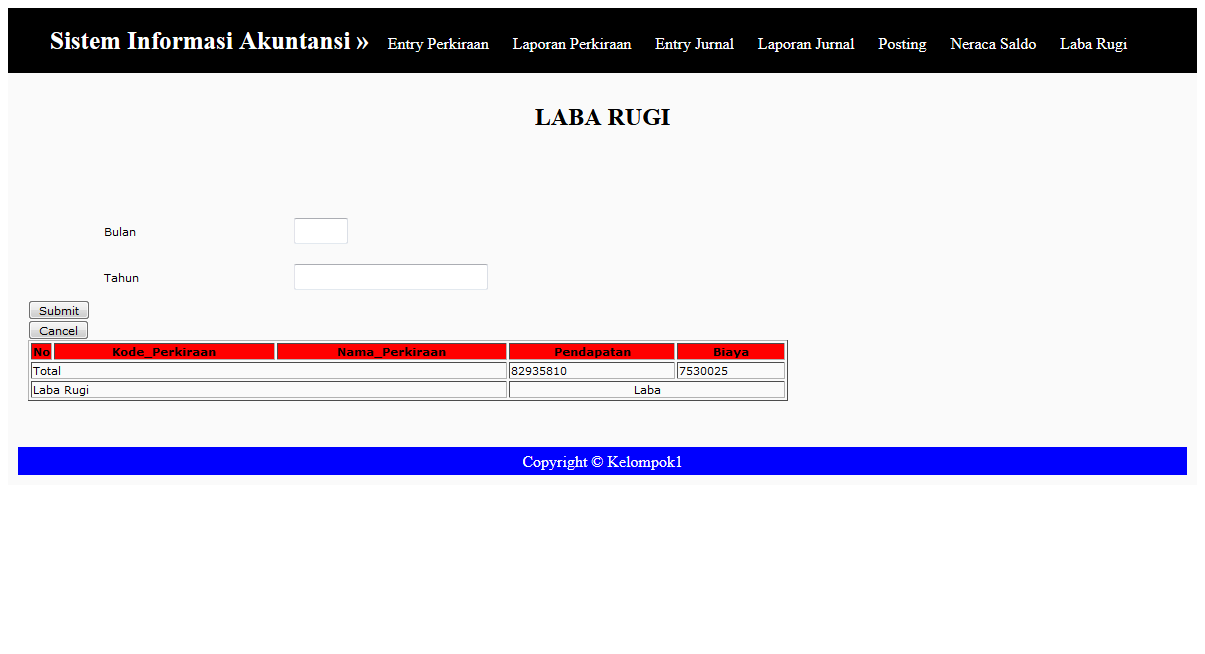 Sistem Informasi Akuntansi » Entry Perkiraan Laporan Perkiraan Entry Jurnal Laporan Jurnal Posting Neraca Saldo Laba Rugi
LABA RUGI
Bulan
Tahun
Submit
Cancel
No Kode_Perkiraan Nama_Perkiraan Pendapatan Biaya
Total 82935810 7530025
Laba Rugi Laba
Copyright © Kelompok1